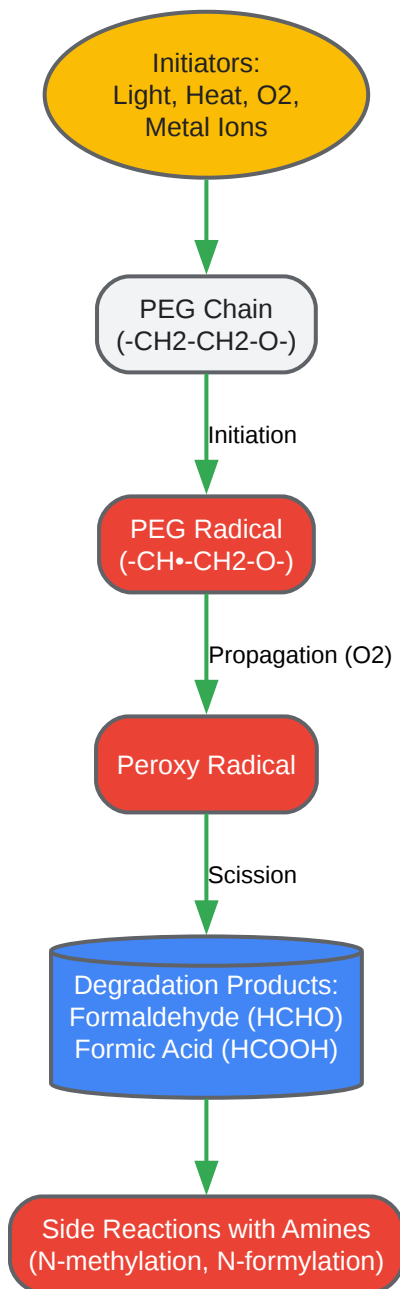 Initiators:
Light, Heat, O2,
Metal Ions
PEG Chain
(-CH2-CH2-O-)
Initiation
PEG Radical
(-CH•-CH2-O-)
Propagation (O2)
Peroxy Radical
Scission
Degradation Products:
Formaldehyde (HCHO)
Formic Acid (HCOOH)
Side Reactions with Amines
(N-methylation, N-formylation)